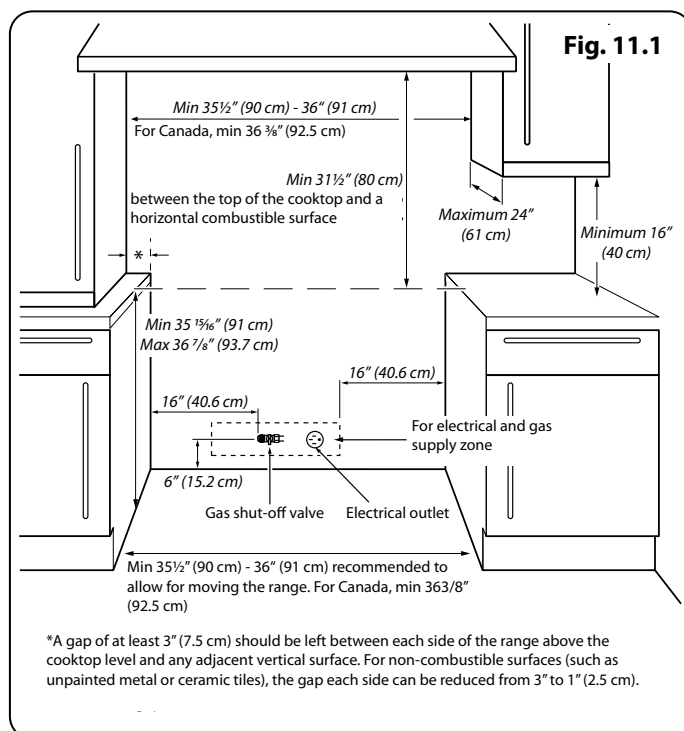 Fig. 11.1
Min 35½” (90 cm) - 36“ (91 cm)
For Canada, min 36 ⅜” (92.5 cm)
Min 31½” (80 cm)
between the top of the cooktop and a
horizontal combustible surface
Maximum 24”
(61 cm)
Minimum 16”
(40 cm)
*
Min 35 15⁄16” (91 cm)
Max 36 7/8” (93.7 cm)
16” (40.6 cm)
16” (40.6 cm)
For electrical and gas
supply zone
6” (15.2 cm)
Gas shut-off valve
Electrical outlet
Min 35½” (90 cm) - 36“ (91 cm) recommended to
allow for moving the range. For Canada, min 363/8”
(92.5 cm)
*A gap of at least 3” (7.5 cm) should be left between each side of the range above the
cooktop level and any adjacent vertical surface. For non-combustible surfaces (such as
unpainted metal or ceramic tiles), the gap each side can be reduced from 3” to 1” (2.5 cm).